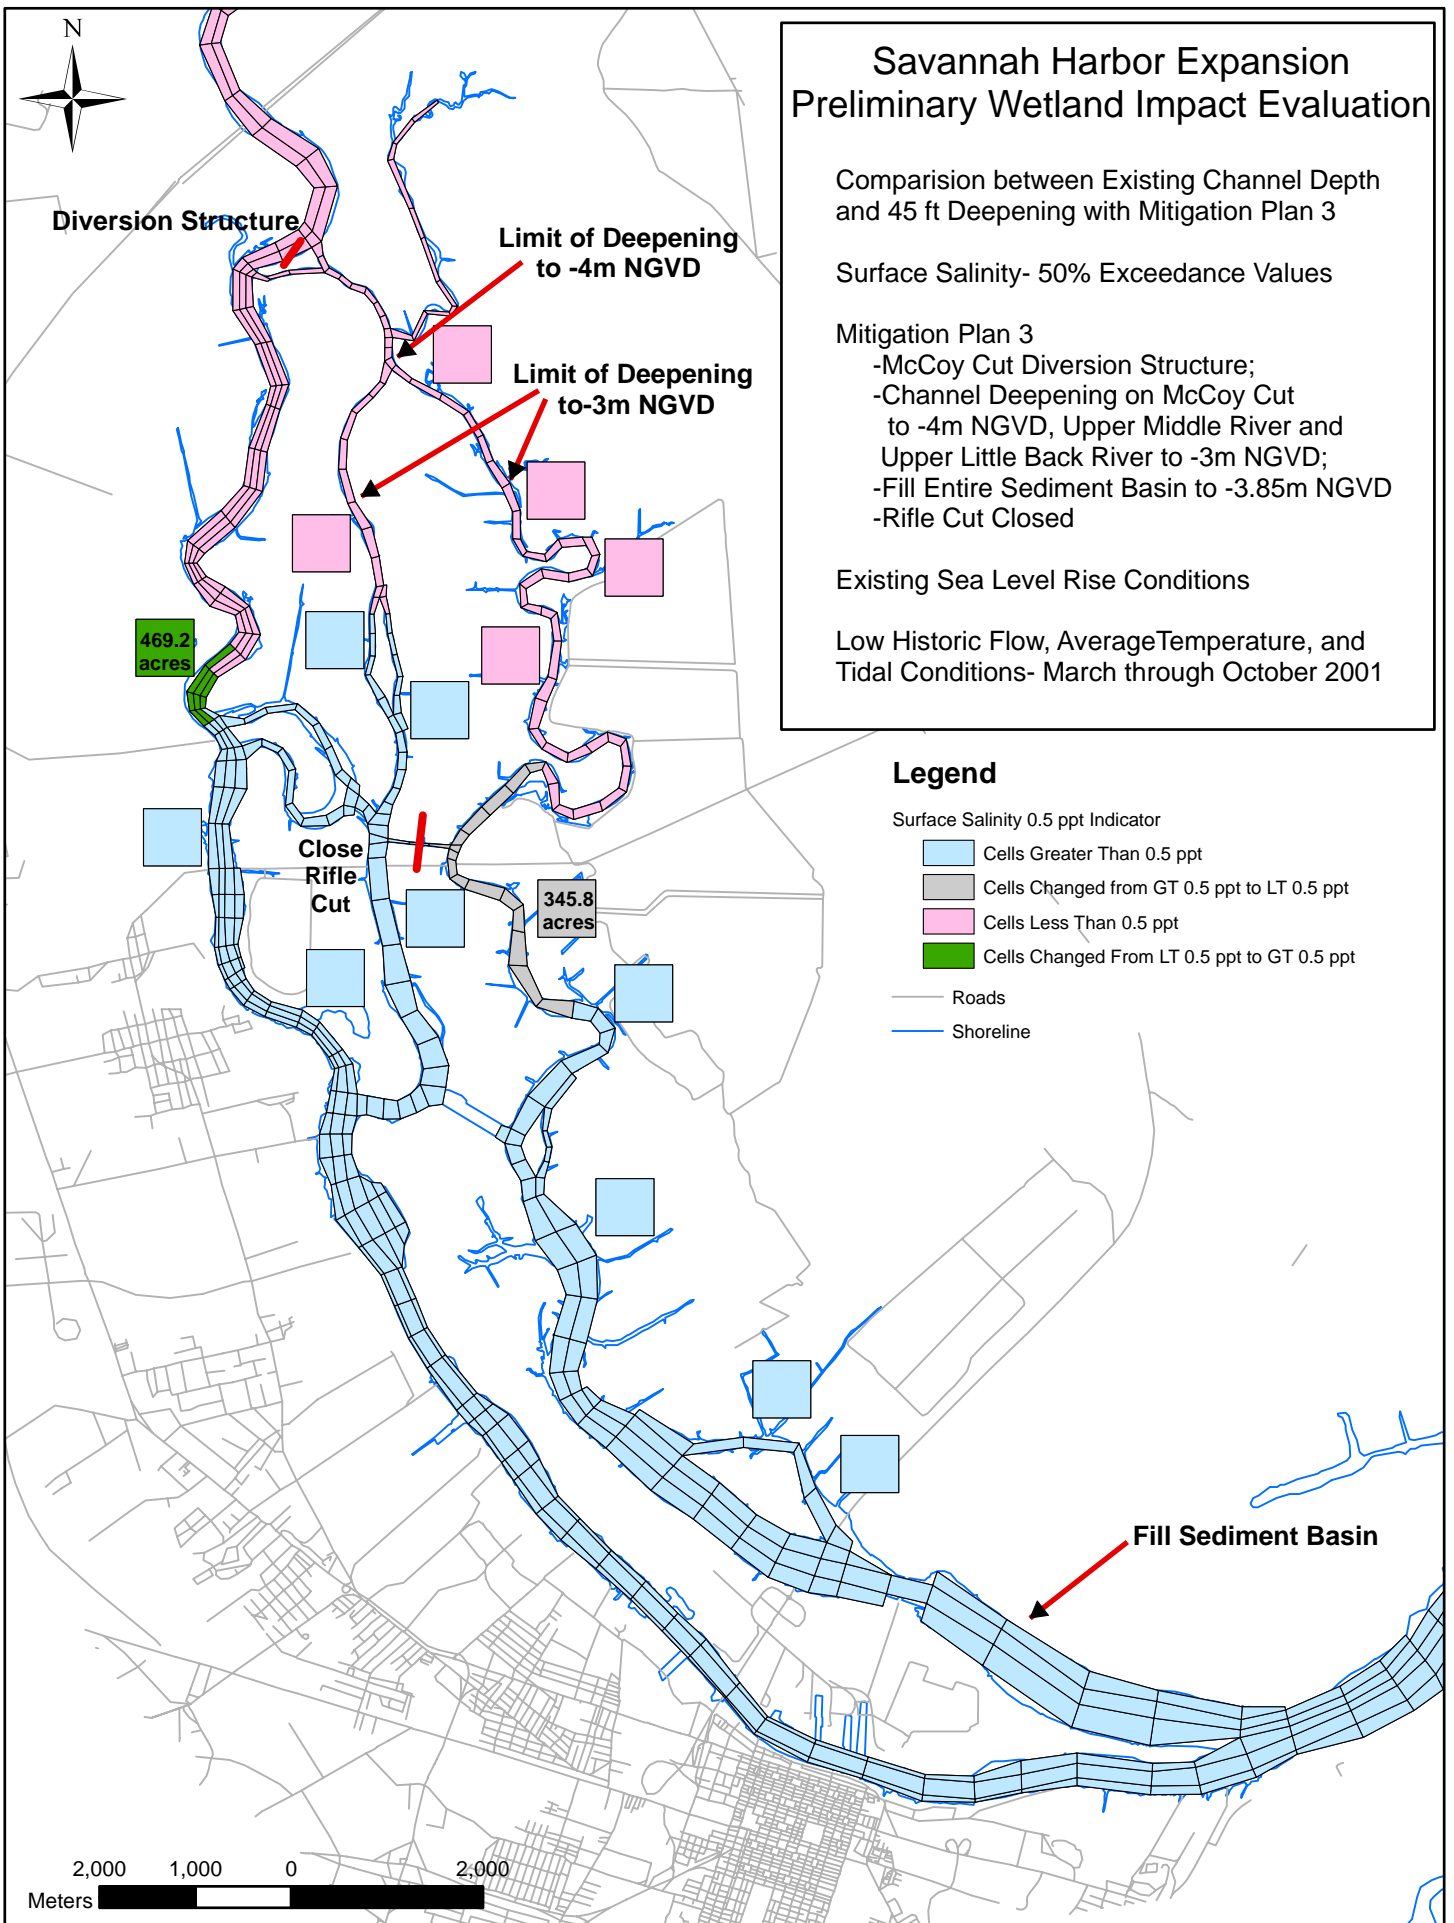 N
Savannah Harbor Expansion
Preliminary Wetland Impact Evaluation
Comparision between Existing Channel Depth
and 45 ft Deepening with Mitigation Plan 3
Surface Salinity- 50% Exceedance Values
Mitigation Plan 3
-McCoy Cut Diversion Structure;
-Channel Deepening on McCoy Cut
to -4m NGVD, Upper Middle River and
Upper Little Back River to -3m NGVD;
-Fill Entire Sediment Basin to -3.85m NGVD
-Rifle Cut Closed
Existing Sea Level Rise Conditions
Low Historic Flow, AverageTemperature, and
Tidal Conditions- March through October 2001
Diversion Structure
Limit of Deepening
to -4m NGVD
Limit of Deepening
to-3m NGVD
469.2
acres
Close
Rifle
Cut
345.8
acres
Legend
Surface Salinity 0.5 ppt Indicator
Cells Greater Than 0.5 ppt
Cells Changed from GT 0.5 ppt to LT 0.5 ppt
Cells Less Than 0.5 ppt
Cells Changed From LT 0.5 ppt to GT 0.5 ppt
Roads
Shoreline
Fill Sediment Basin
2,000 1,000 0 2,000
Meters